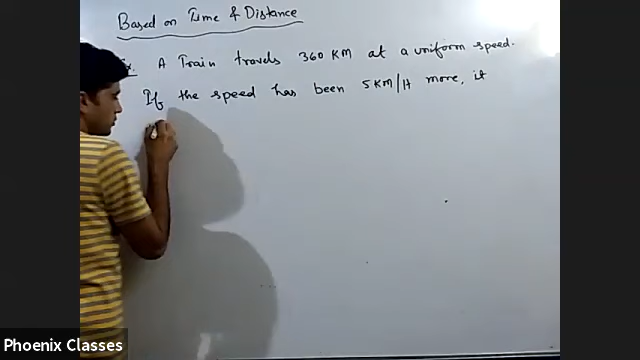 Based on Time & Distance
Ex. A Train travels 360 KM at a uniform speed.
If the speed has been 5 KM/H more, it
Phoenix Classes